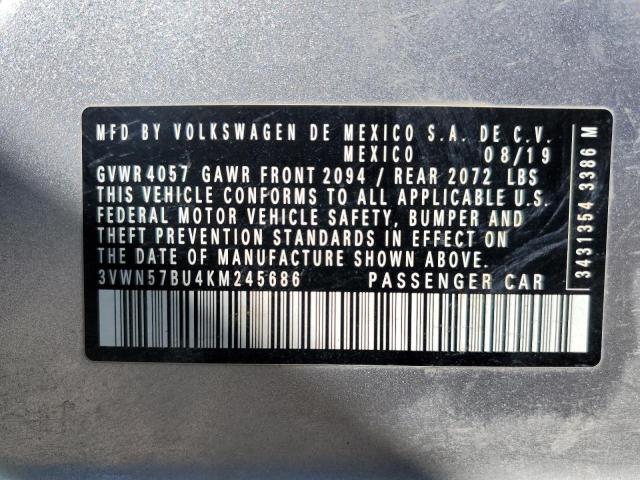 MFD BY VOLKSWAGEN DE MEXICO S.A. DE C.V.
MEXICO 08/19
GVWR 4057 GAWR FRONT 2094 / REAR 2072 LBS
THIS VEHICLE CONFORMS TO ALL APPLICABLE U.S.
FEDERAL MOTOR VEHICLE SAFETY, BUMPER AND
THEFT PREVENTION STANDARDS IN EFFECT ON
THE DATE OF MANUFACTURE SHOWN ABOVE.
3VWN57BU4KM245686 PASSENGER CAR
3431354 3386 M